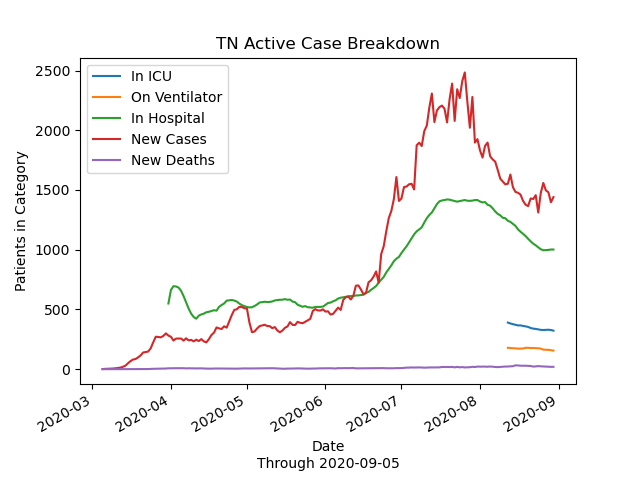 TN Active Case Breakdown
In ICU
On Ventilator
In Hospital
New Cases
New Deaths
Patients in Category
2500
2000
1500
1000
500
0
2020-03
2020-04
2020-05
2020-06
2020-07
2020-08
2020-09
Date
Through 2020-09-05